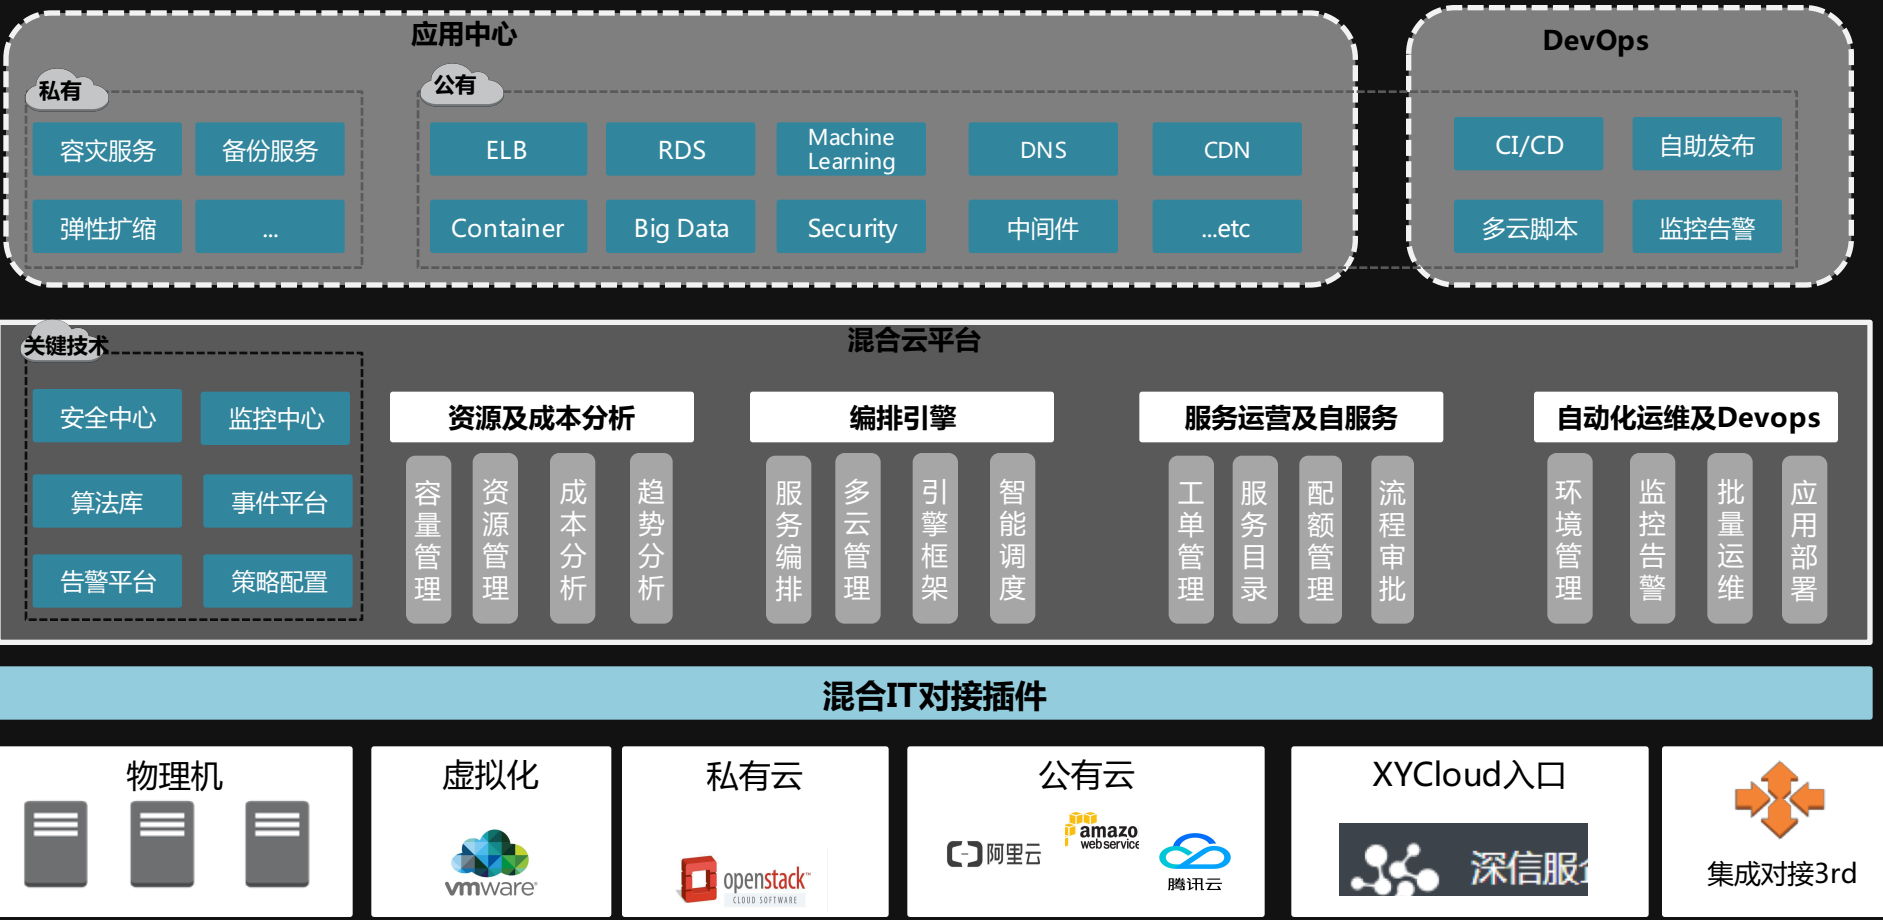 应用中心
DevOps
私有
公有
容灾服务
备份服务
弹性扩缩
...
ELB
RDS
Machine
Learning
DNS
CDN
Container
Big Data
Security
中间件
...etc
CI/CD
自助发布
多云脚本
监控告警
混合云平台
关键技术
安全中心
监控中心
算法库
事件平台
告警平台
策略配置
资源及成本分析
容量管理
资源管理
成本分析
趋势分析
编排引擎
服务编排
多云管理
引擎框架
智能调度
服务运营及自服务
工单管理
服务目录
配额管理
流程审批
自动化运维及Devops
环境管理
监控告警
批量运维
应用部署
混合IT对接插件
物理机
虚拟化
vmware
私有云
openstack
CLOUD SOFTWARE
公有云
阿里云
amazo
web service
腾讯云
XYCloud入口
深信服
集成对接3rd